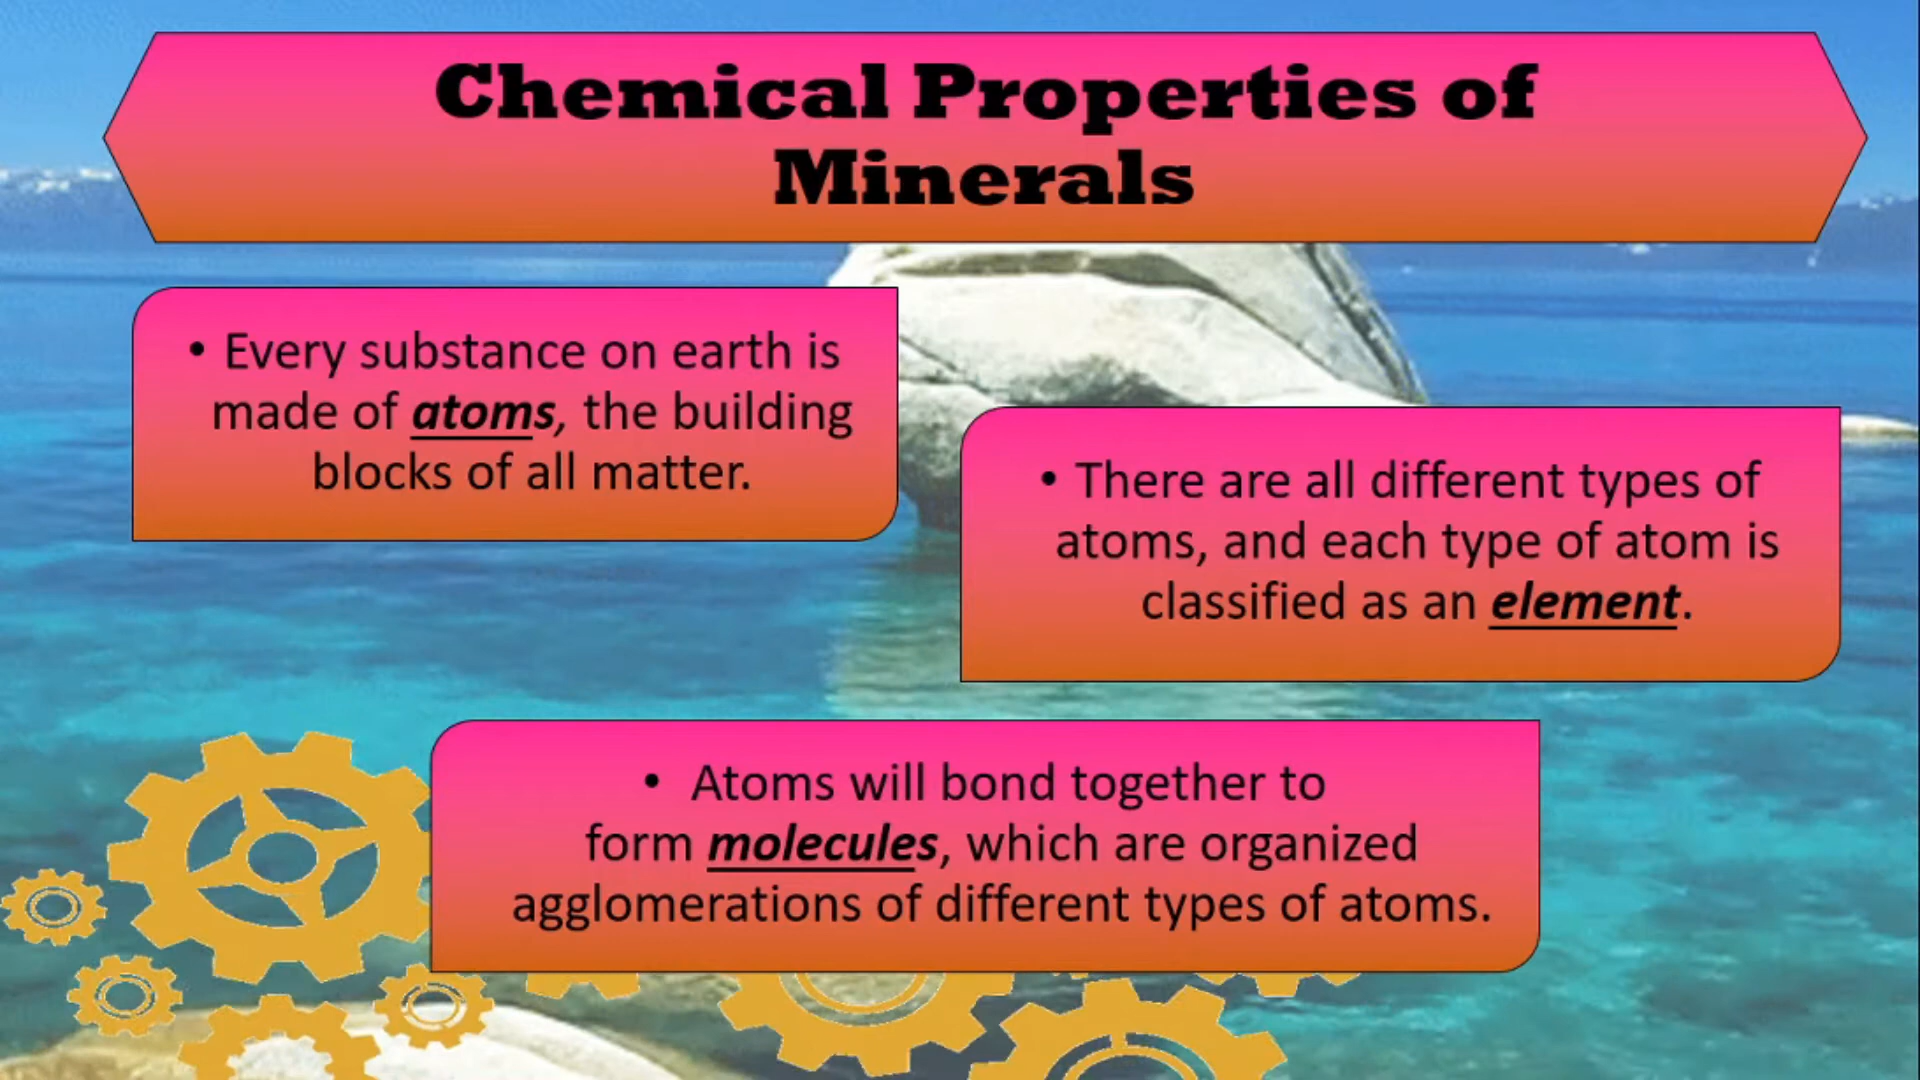 Chemical Properties of
Minerals
• Every substance on earth is
made of atoms, the building
blocks of all matter.
• There are all different types of
atoms, and each type of atom is
classified as an element.
• Atoms will bond together to
form molecules, which are organized
agglomerations of different types of atoms.